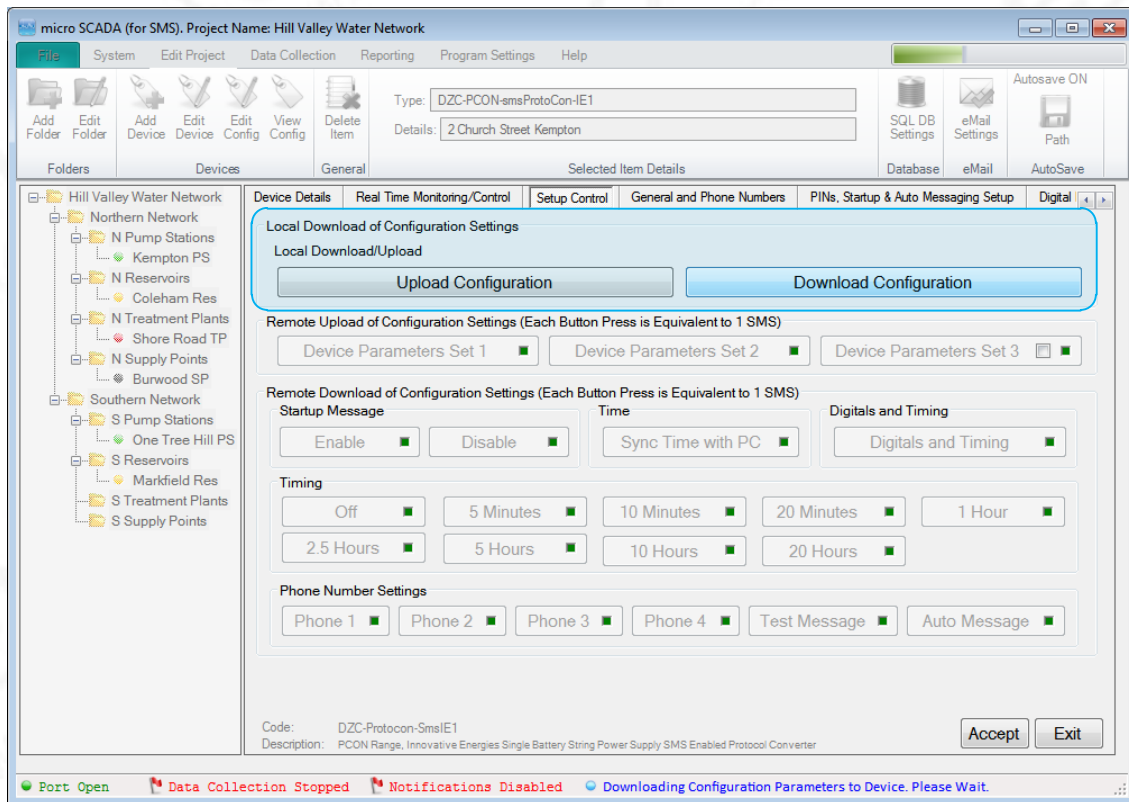 micro SCADA (for SMS). Project Name: Hill Valley Water Network
File System Edit Project Data Collection Reporting Program Settings Help
Add Folder
Edit Folder
Add Device
Edit Device
Edit Config
View Config
Delete Item
Type: DZC-PCON-smsProtoCon-IE1
Details: 2 Church Street Kempton
SQL DB Settings
eMail Settings
Autosave ON
Path
Folders Devices General Selected Item Details Database eMail AutoSave
Hill Valley Water Network
Northern Network
N Pump Stations
Kempton PS
N Reservoirs
Coleham Res
N Treatment Plants
Shore Road TP
N Supply Points
Burwood SP
Southern Network
S Pump Stations
One Tree Hill PS
S Reservoirs
Markfield Res
S Treatment Plants
S Supply Points
Device Details Real Time Monitoring/Control Setup Control General and Phone Numbers PINs, Startup & Auto Messaging Setup Digital
Local Download of Configuration Settings
Local Download/Upload
Upload Configuration Download Configuration
Remote Upload of Configuration Settings (Each Button Press is Equivalent to 1 SMS)
Device Parameters Set 1 Device Parameters Set 2 Device Parameters Set 3
Remote Download of Configuration Settings (Each Button Press is Equivalent to 1 SMS)
Startup Message Time Digitals and Timing
Enable Disable Sync Time with PC Digitals and Timing
Timing
Off 5 Minutes 10 Minutes 20 Minutes 1 Hour
2.5 Hours 5 Hours 10 Hours 20 Hours
Phone Number Settings
Phone 1 Phone 2 Phone 3 Phone 4 Test Message Auto Message
Code: DZC-Protocon-SmsIE1
Description: PCON Range, Innovative Energies Single Battery String Power Supply SMS Enabled Protocol Converter
Accept Exit
Port Open Data Collection Stopped Notifications Disabled Downloading Configuration Parameters to Device. Please Wait.